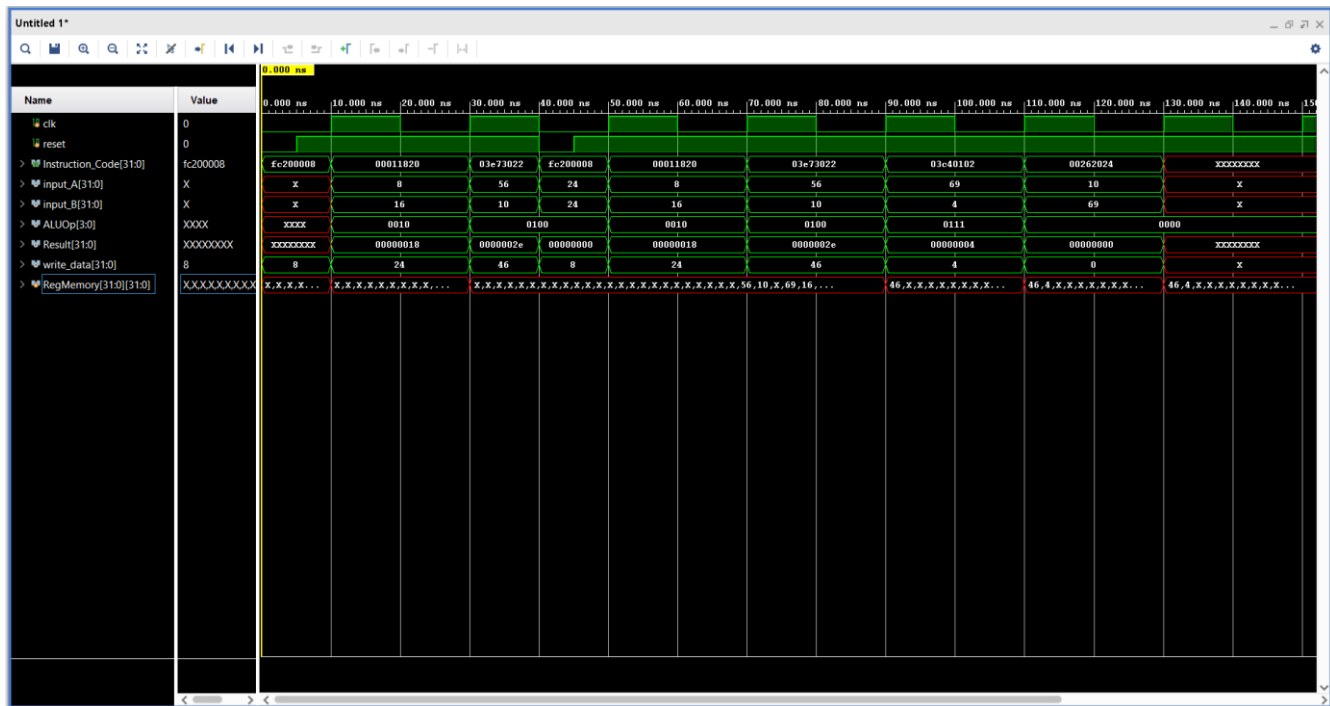 Untitled 1*
0.000 ns
Name Value 0.000 ns 10.000 ns 20.000 ns 30.000 ns 40.000 ns 50.000 ns 60.000 ns 70.000 ns 80.000 ns 90.000 ns 100.000 ns 110.000 ns 120.000 ns 130.000 ns 140.000 ns 150
clk 0
reset 0
Instruction_Code[31:0] fc200008 fc200008 00011820 03e73022 fc200008 00011820 03e73022 03c40102 00262024 XXXXXXXX
input_A[31:0] X X 8 56 24 8 56 69 10 X
input_B[31:0] X X 16 10 24 16 10 4 69 X
ALUOp[3:0] XXXX XXXX 0010 0100 0010 0100 0111 0000
Result[31:0] XXXXXXXX XXXXXXXX 00000018 0000002e 00000000 00000018 0000002e 00000004 00000000 XXXXXXXX
write_data[31:0] 8 8 24 46 8 24 46 4 0 X
RegMemory[31:0][31:0] X,X,X,X,X,X,X,X,X X,X,X,X... X,X,X,X,X,X,X,X,X,... X,X,X,X,X,X,X,X,X,X,X,X,X,X,X,X,X,X,X,X,X,X,X,56,10,X,69,16,... 46,X,X,X,X,X,X,X... 46,4,X,X,X,X,X,X... 46,4,X,X,X,X,X,X,X...